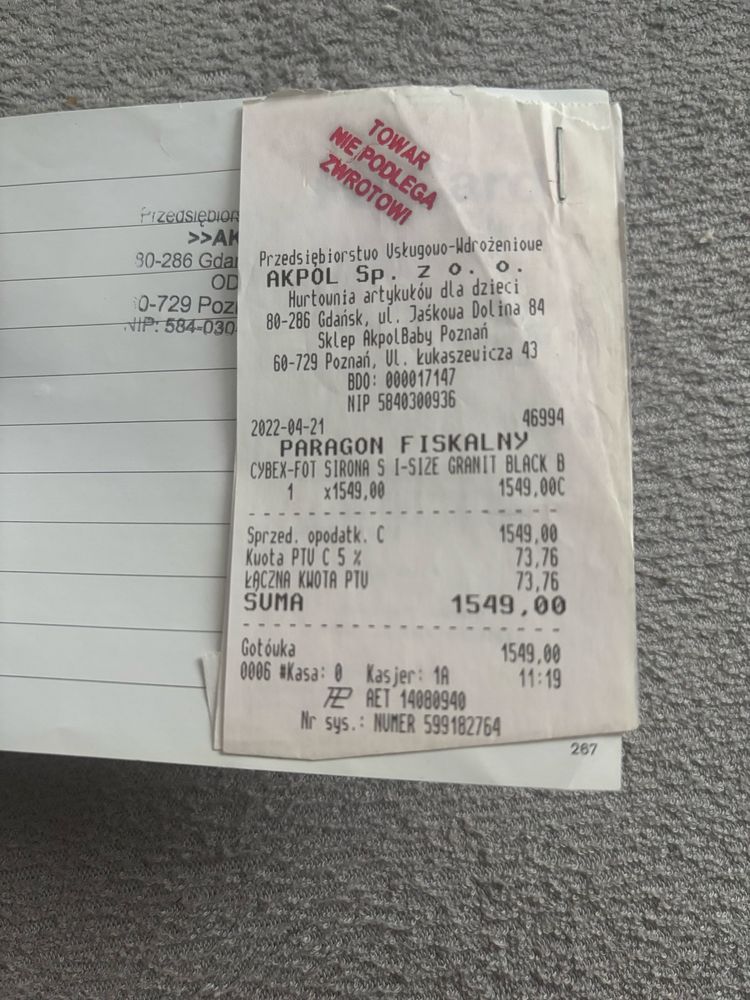 TOWAR
NIE PODLEGA
ZWROTOWI
Przedsiębior
>>AK
80-286 Gdań
OD
0-729 Poz
NIP: 584-030-
Przedsiębiorstwo Usługowo-Wdrożeniowe
AKPOL Sp. z o. o.
Hurtownia artykułów dla dzieci
80-286 Gdańsk, ul. Jaśkowa Dolina 84
Sklep AkpolBaby Poznań
60-729 Poznań, Ul. Łukaszewicza 43
BDO: 000017147
NIP 5840300936
2022-04-21 46994
PARAGON FISKALNY
CYBEX-FOT SIRONA S I-SIZE GRANIT BLACK B
1 x1549,00 1549,00C
Sprzed. opodatk. C 1549,00
Kwota PTU C 5 % 73,76
ŁĄCZNA KWOTA PTU 73,76
SUMA 1549,00
Gotówka 1549,00
0006 #Kasa: 0 Kasjer: 1A 11:19
AET 14080940
Nr sys.: NUMER 599182764
267